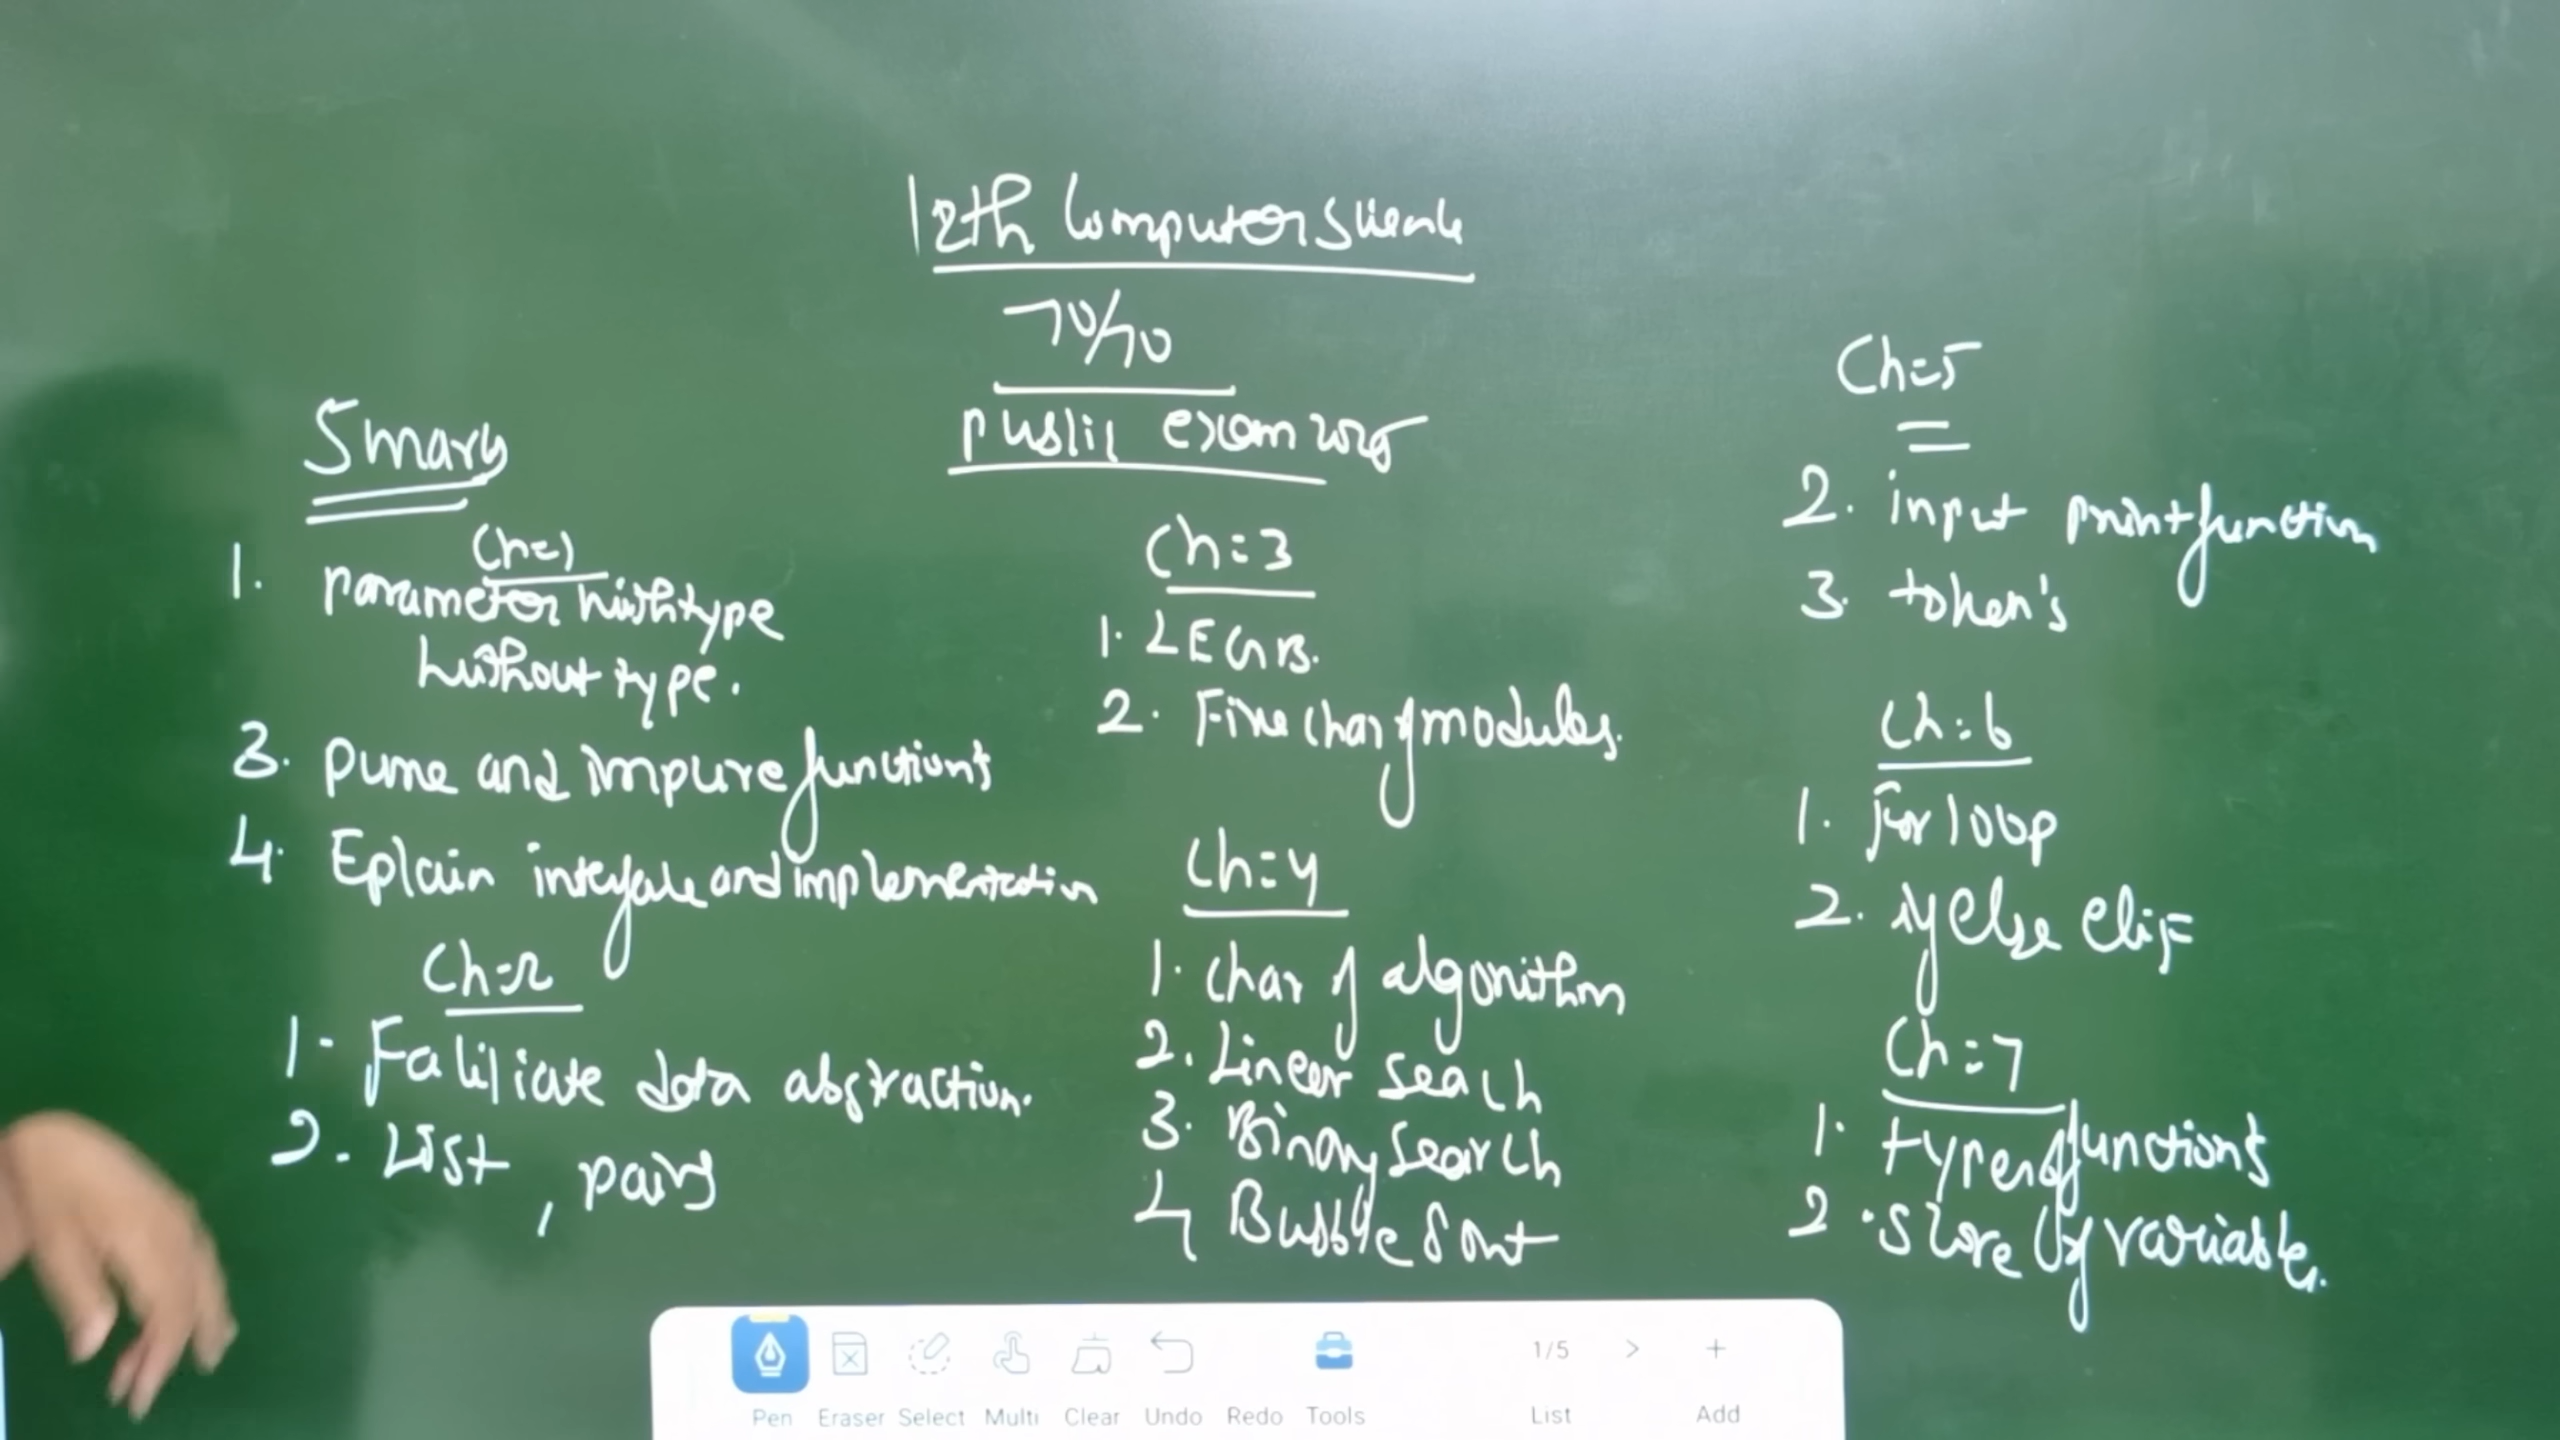 12th Computer Science
70/70
public exam 2025
5 mark
Ch=1
1. parameter with type
without type.
3. pure and impure functions
4. Eplain interface and implementation
Ch=2
1. Faliliate data abstraction.
2. List, pairs
Ch=3
1. LEGB.
2. Five char of modules.
Ch=4
1. char of algorithm
2. Linear seach
3. Binary search
4 Bubble Sort
Ch=5
2. input print function
3. token's
Ch=6
1. For loop
2. if else elif
Ch=7
1. types of functions
2. Scope of variable.
Pen Eraser Select Multi Clear Undo Redo Tools 1/5 List > + Add